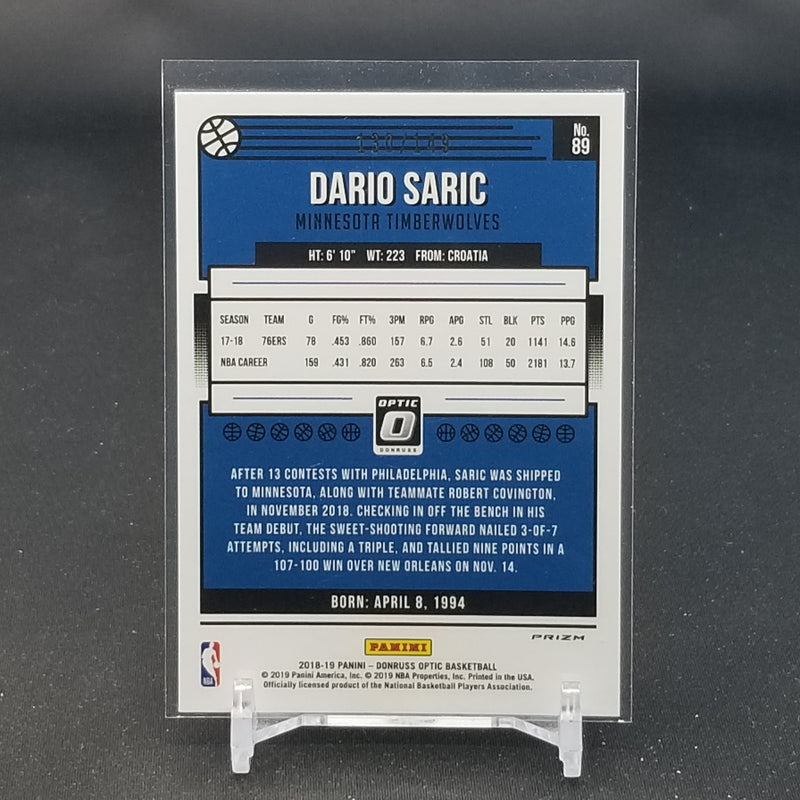 130/149
No. 89
DARIO SARIC
MINNESOTA TIMBERWOLVES
HT: 6' 10" WT: 223 FROM: CROATIA
SEASON TEAM G FG% FT% 3PM RPG APG STL BLK PTS PPG
17-18 76ERS 78 .453 .860 157 6.7 2.6 51 20 1141 14.6
NBA CAREER 159 .431 .820 263 6.5 2.4 108 50 2181 13.7
OPTIC
O
DONRUSS
AFTER 13 CONTESTS WITH PHILADELPHIA, SARIC WAS SHIPPED
TO MINNESOTA, ALONG WITH TEAMMATE ROBERT COVINGTON,
IN NOVEMBER 2018. CHECKING IN OFF THE BENCH IN HIS
TEAM DEBUT, THE SWEET-SHOOTING FORWARD NAILED 3-OF-7
ATTEMPTS, INCLUDING A TRIPLE, AND TALLIED NINE POINTS IN A
107-100 WIN OVER NEW ORLEANS ON NOV. 14.
BORN: APRIL 8, 1994
PRIZM
PANINI
NBA
2018-19 PANINI – DONRUSS OPTIC BASKETBALL
© 2019 Panini America, Inc. © 2019 NBA Properties, Inc. Printed in the USA.
Officially licensed product of the National Basketball Players Association.